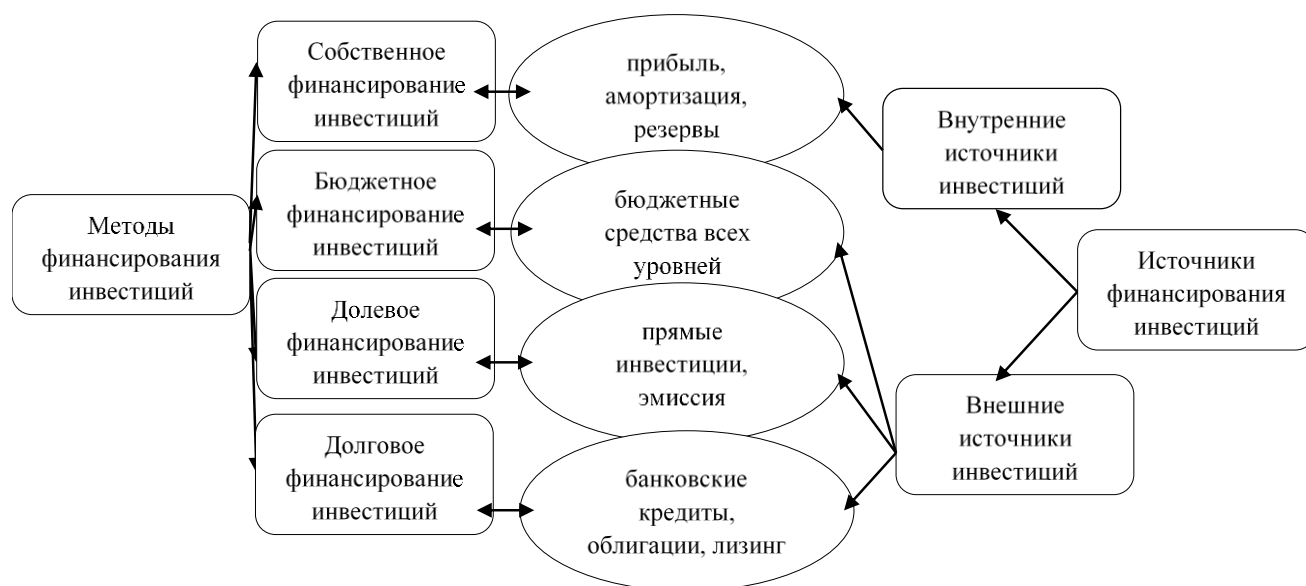 Методы
финансирования
инвестиций
Собственное
финансирование
инвестиций
Бюджетное
финансирование
инвестиций
Долевое
финансирование
инвестиций
Долговое
финансирование
инвестиций
прибыль,
амортизация,
резервы
бюджетные
средства всех
уровней
прямые
инвестиции,
эмиссия
банковские
кредиты,
облигации, лизинг
Внутренние
источники
инвестиций
Внешние
источники
инвестиций
Источники
финансирования
инвестиций